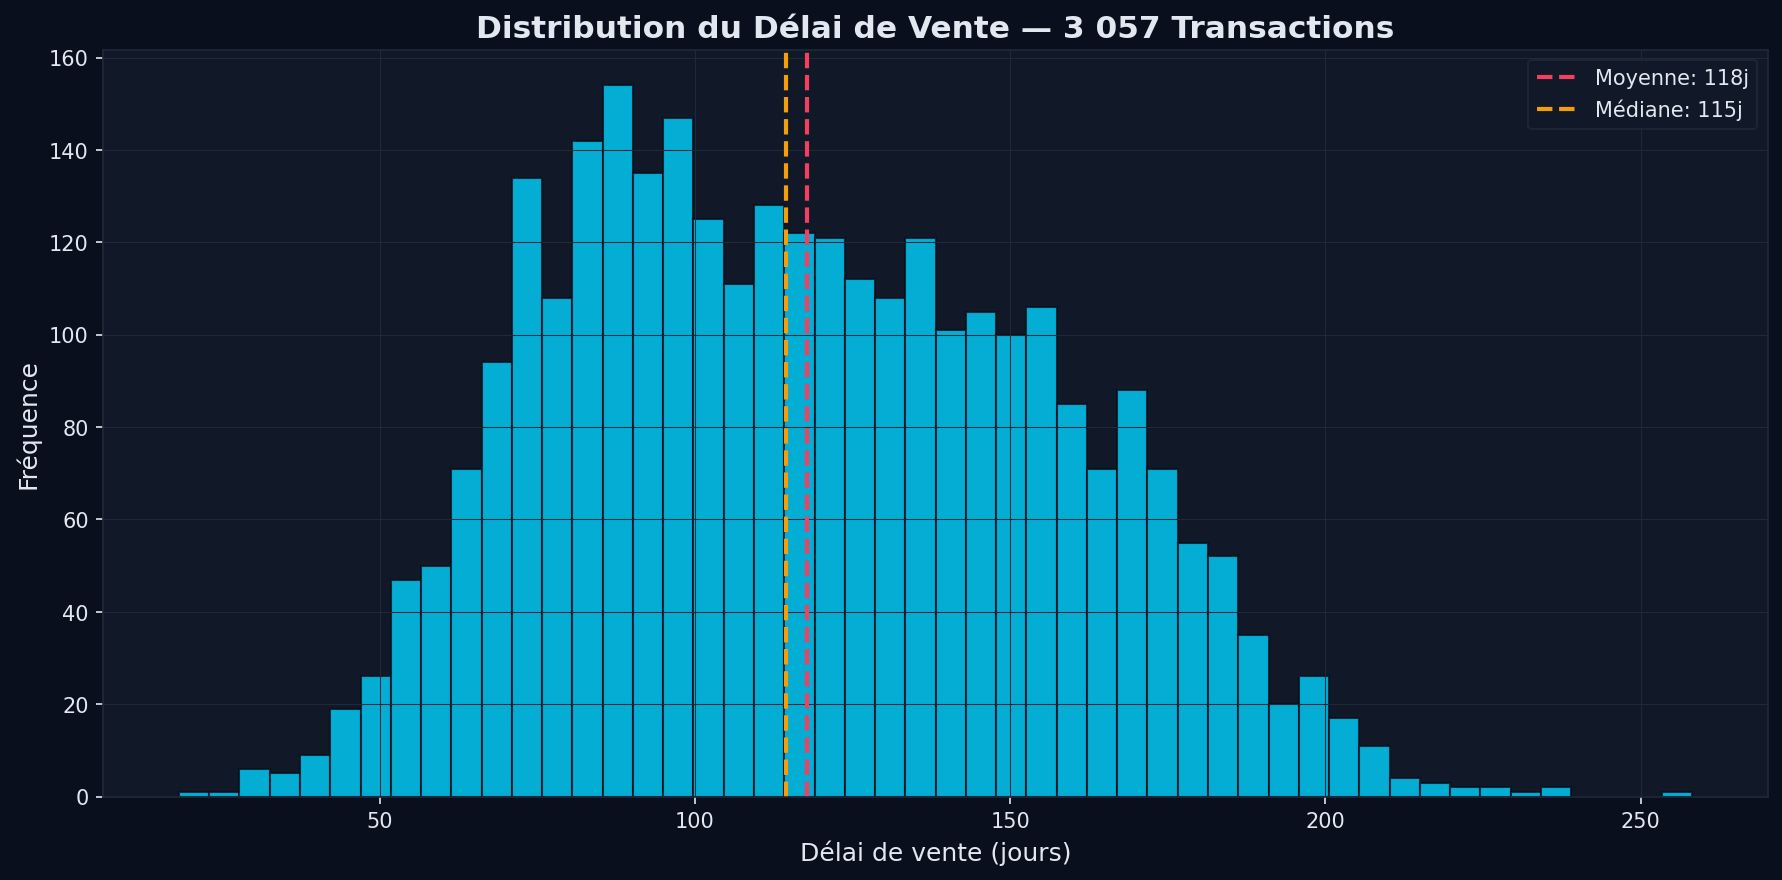 Distribution du Délai de Vente — 3 057 Transactions
Moyenne: 118j
Médiane: 115j
Fréquence
160
140
120
100
80
60
40
20
0
50
100
150
200
250
Délai de vente (jours)